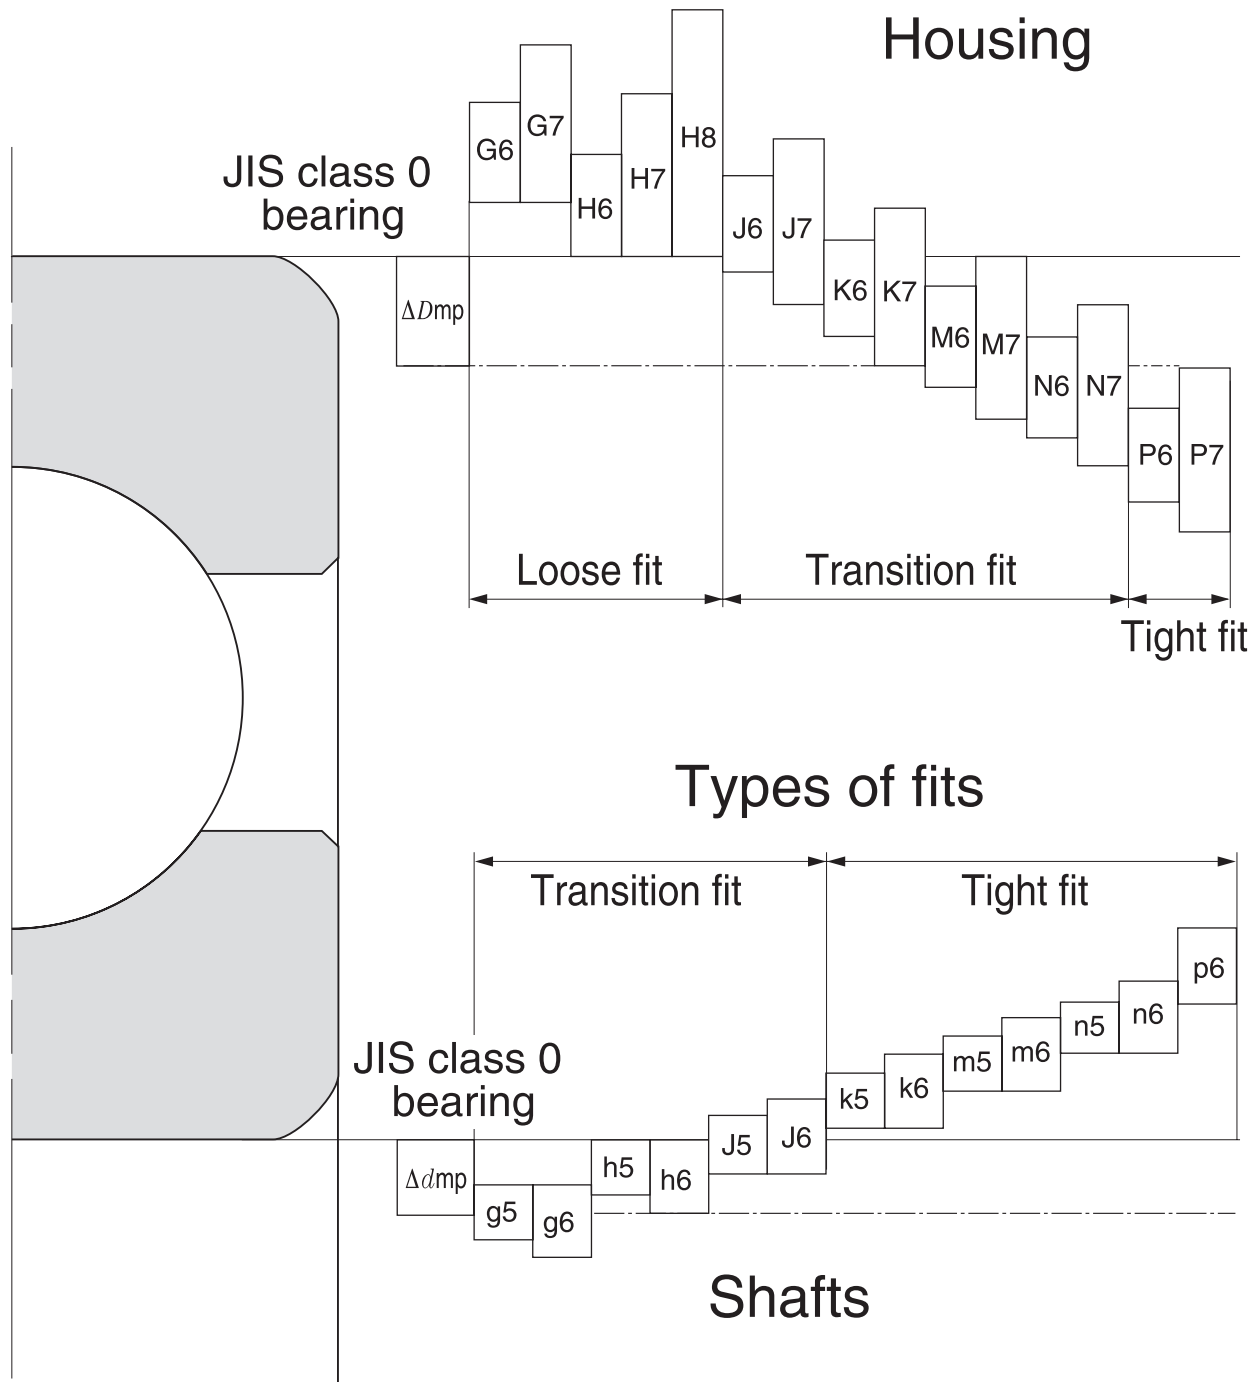 Housing
JIS class 0
bearing
G6
G7
H6
H7
H8
J6
J7
K6
K7
M6
M7
N6
N7
P6
P7
ΔDmp
Loose fit
Transition fit
Tight fit
Types of fits
Transition fit
Tight fit
JIS class 0
bearing
Δdmp
g5
g6
h5
h6
J5
J6
k5
k6
m5
m6
n5
n6
p6
Shafts